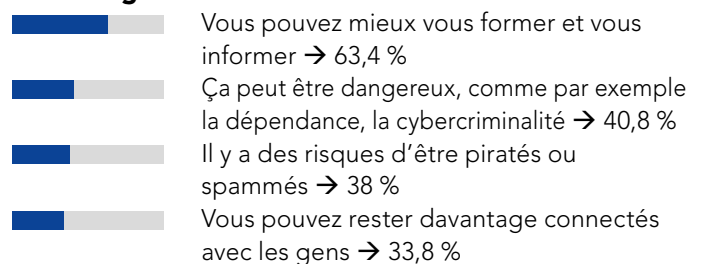 Vous pouvez mieux vous former et vous
informer → 63,4 %
Ça peut être dangereux, comme par exemple
la dépendance, la cybercriminalité → 40,8 %
Il y a des risques d’être piratés ou
spammés → 38 %
Vous pouvez rester davantage connectés
avec les gens → 33,8 %